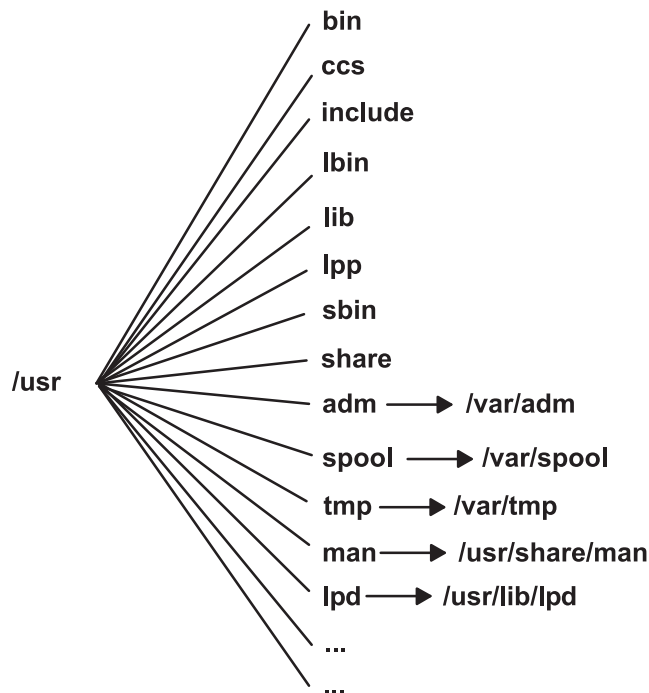 bin
ccs
include
lbin
lib
lpp
sbin
share
/usr
adm → /var/adm
spool → /var/spool
tmp → /var/tmp
man → /usr/share/man
lpd → /usr/lib/lpd
...
...